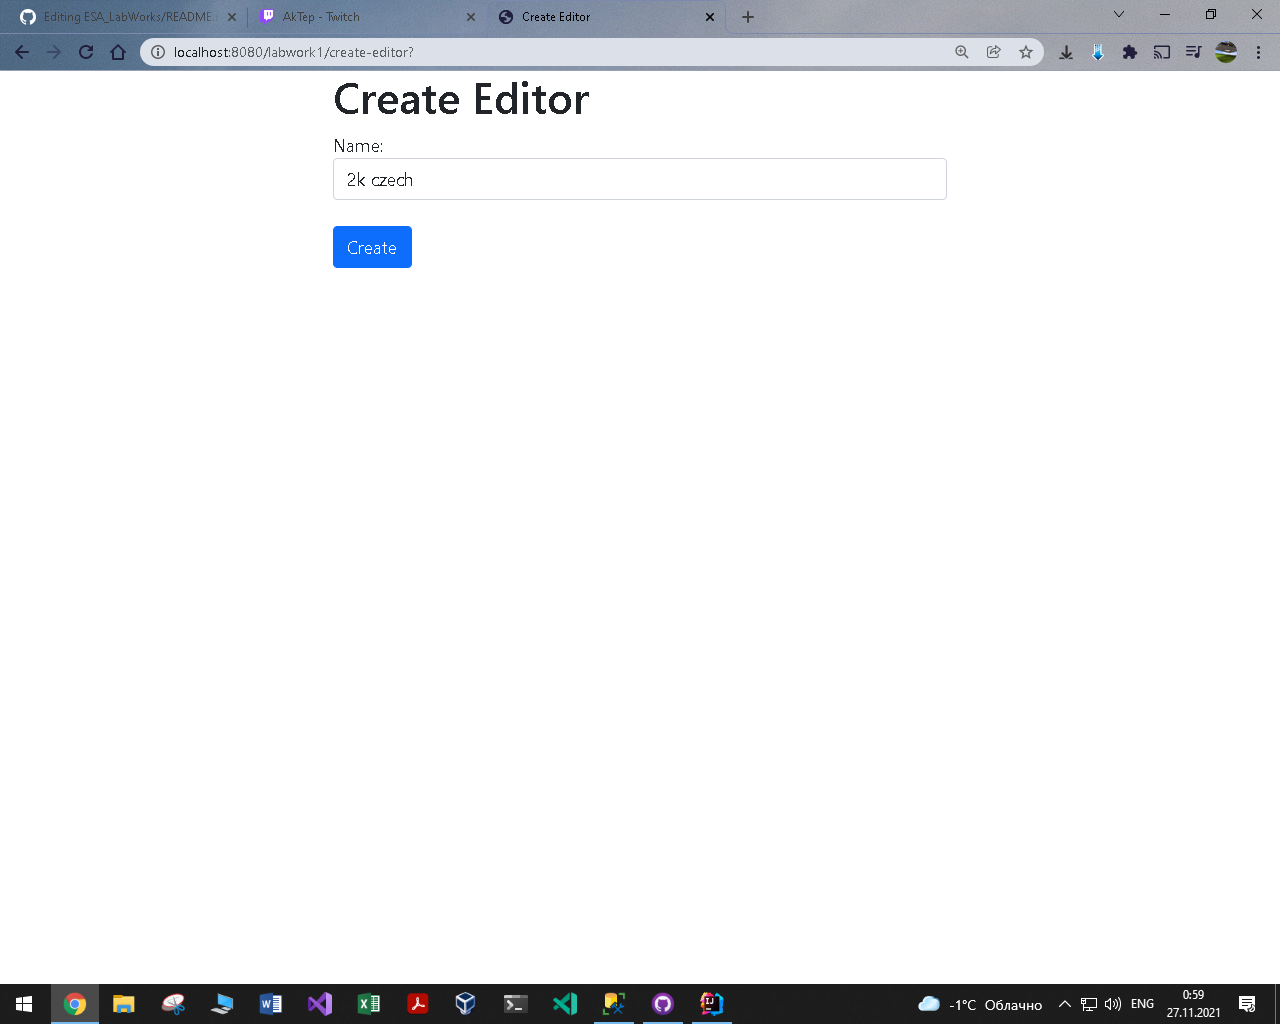 Editing ESA_LabWorks/README.
AkTep - Twitch
Create Editor
localhost:8080/labwork1/create-editor?
Create Editor
Name:
2k czech
Create
-1°C Облачно
ENG
0:59
27.11.2021